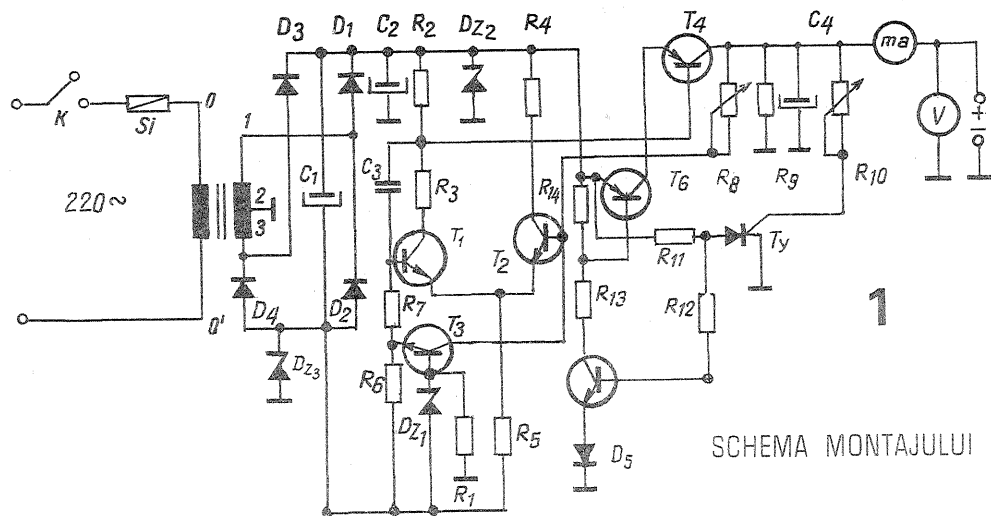 D3 D1 C2 R2 DZ2 R4 T4 C4
ma
K Si 0
1
2
3
220~
0'
C1
C3
R3
T1
T2
R14
T6
R8
R9
R10
V
+
-
R11
Ty
R13
R12
D4
D2
R7
T3
DZ3
R6
DZ1
R1
R5
D5
1
SCHEMA MONTAJULUI